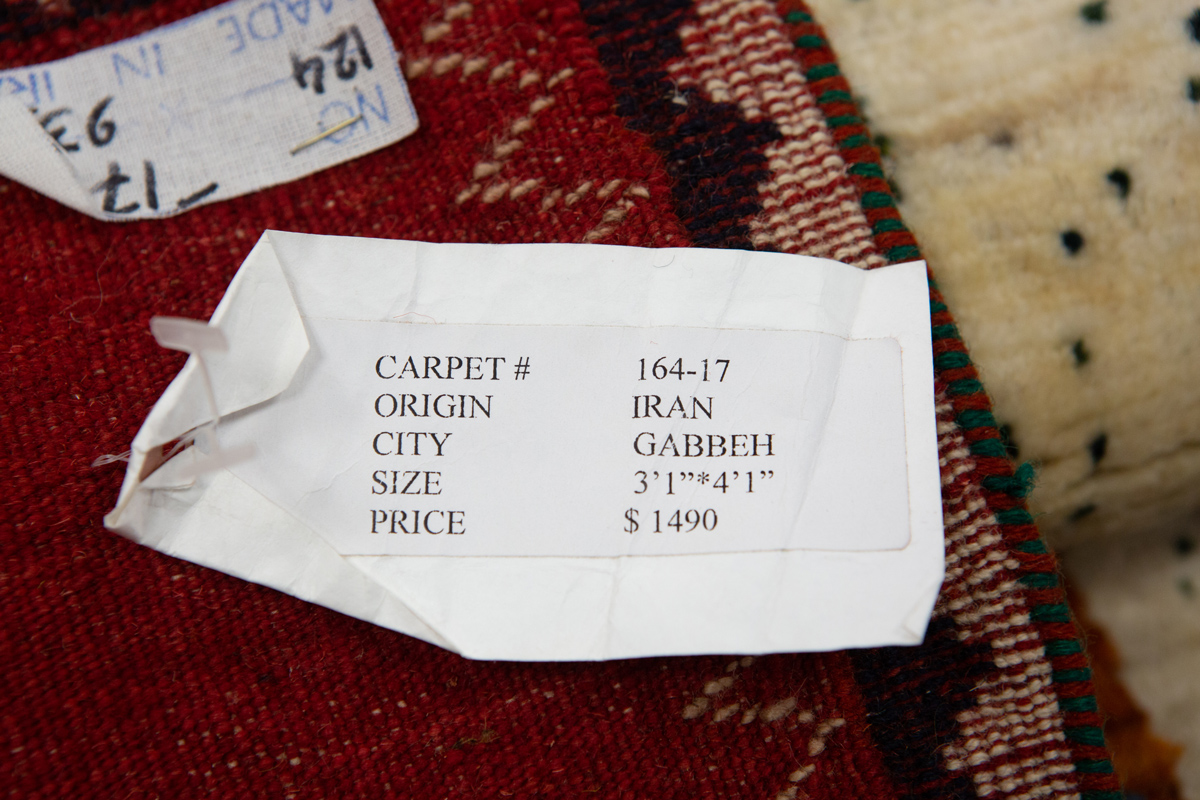 MADE IN IRA
NO 124
93
-17
CARPET # 164-17
ORIGIN IRAN
CITY GABBEH
SIZE 3'1”*4'1”
PRICE $ 1490